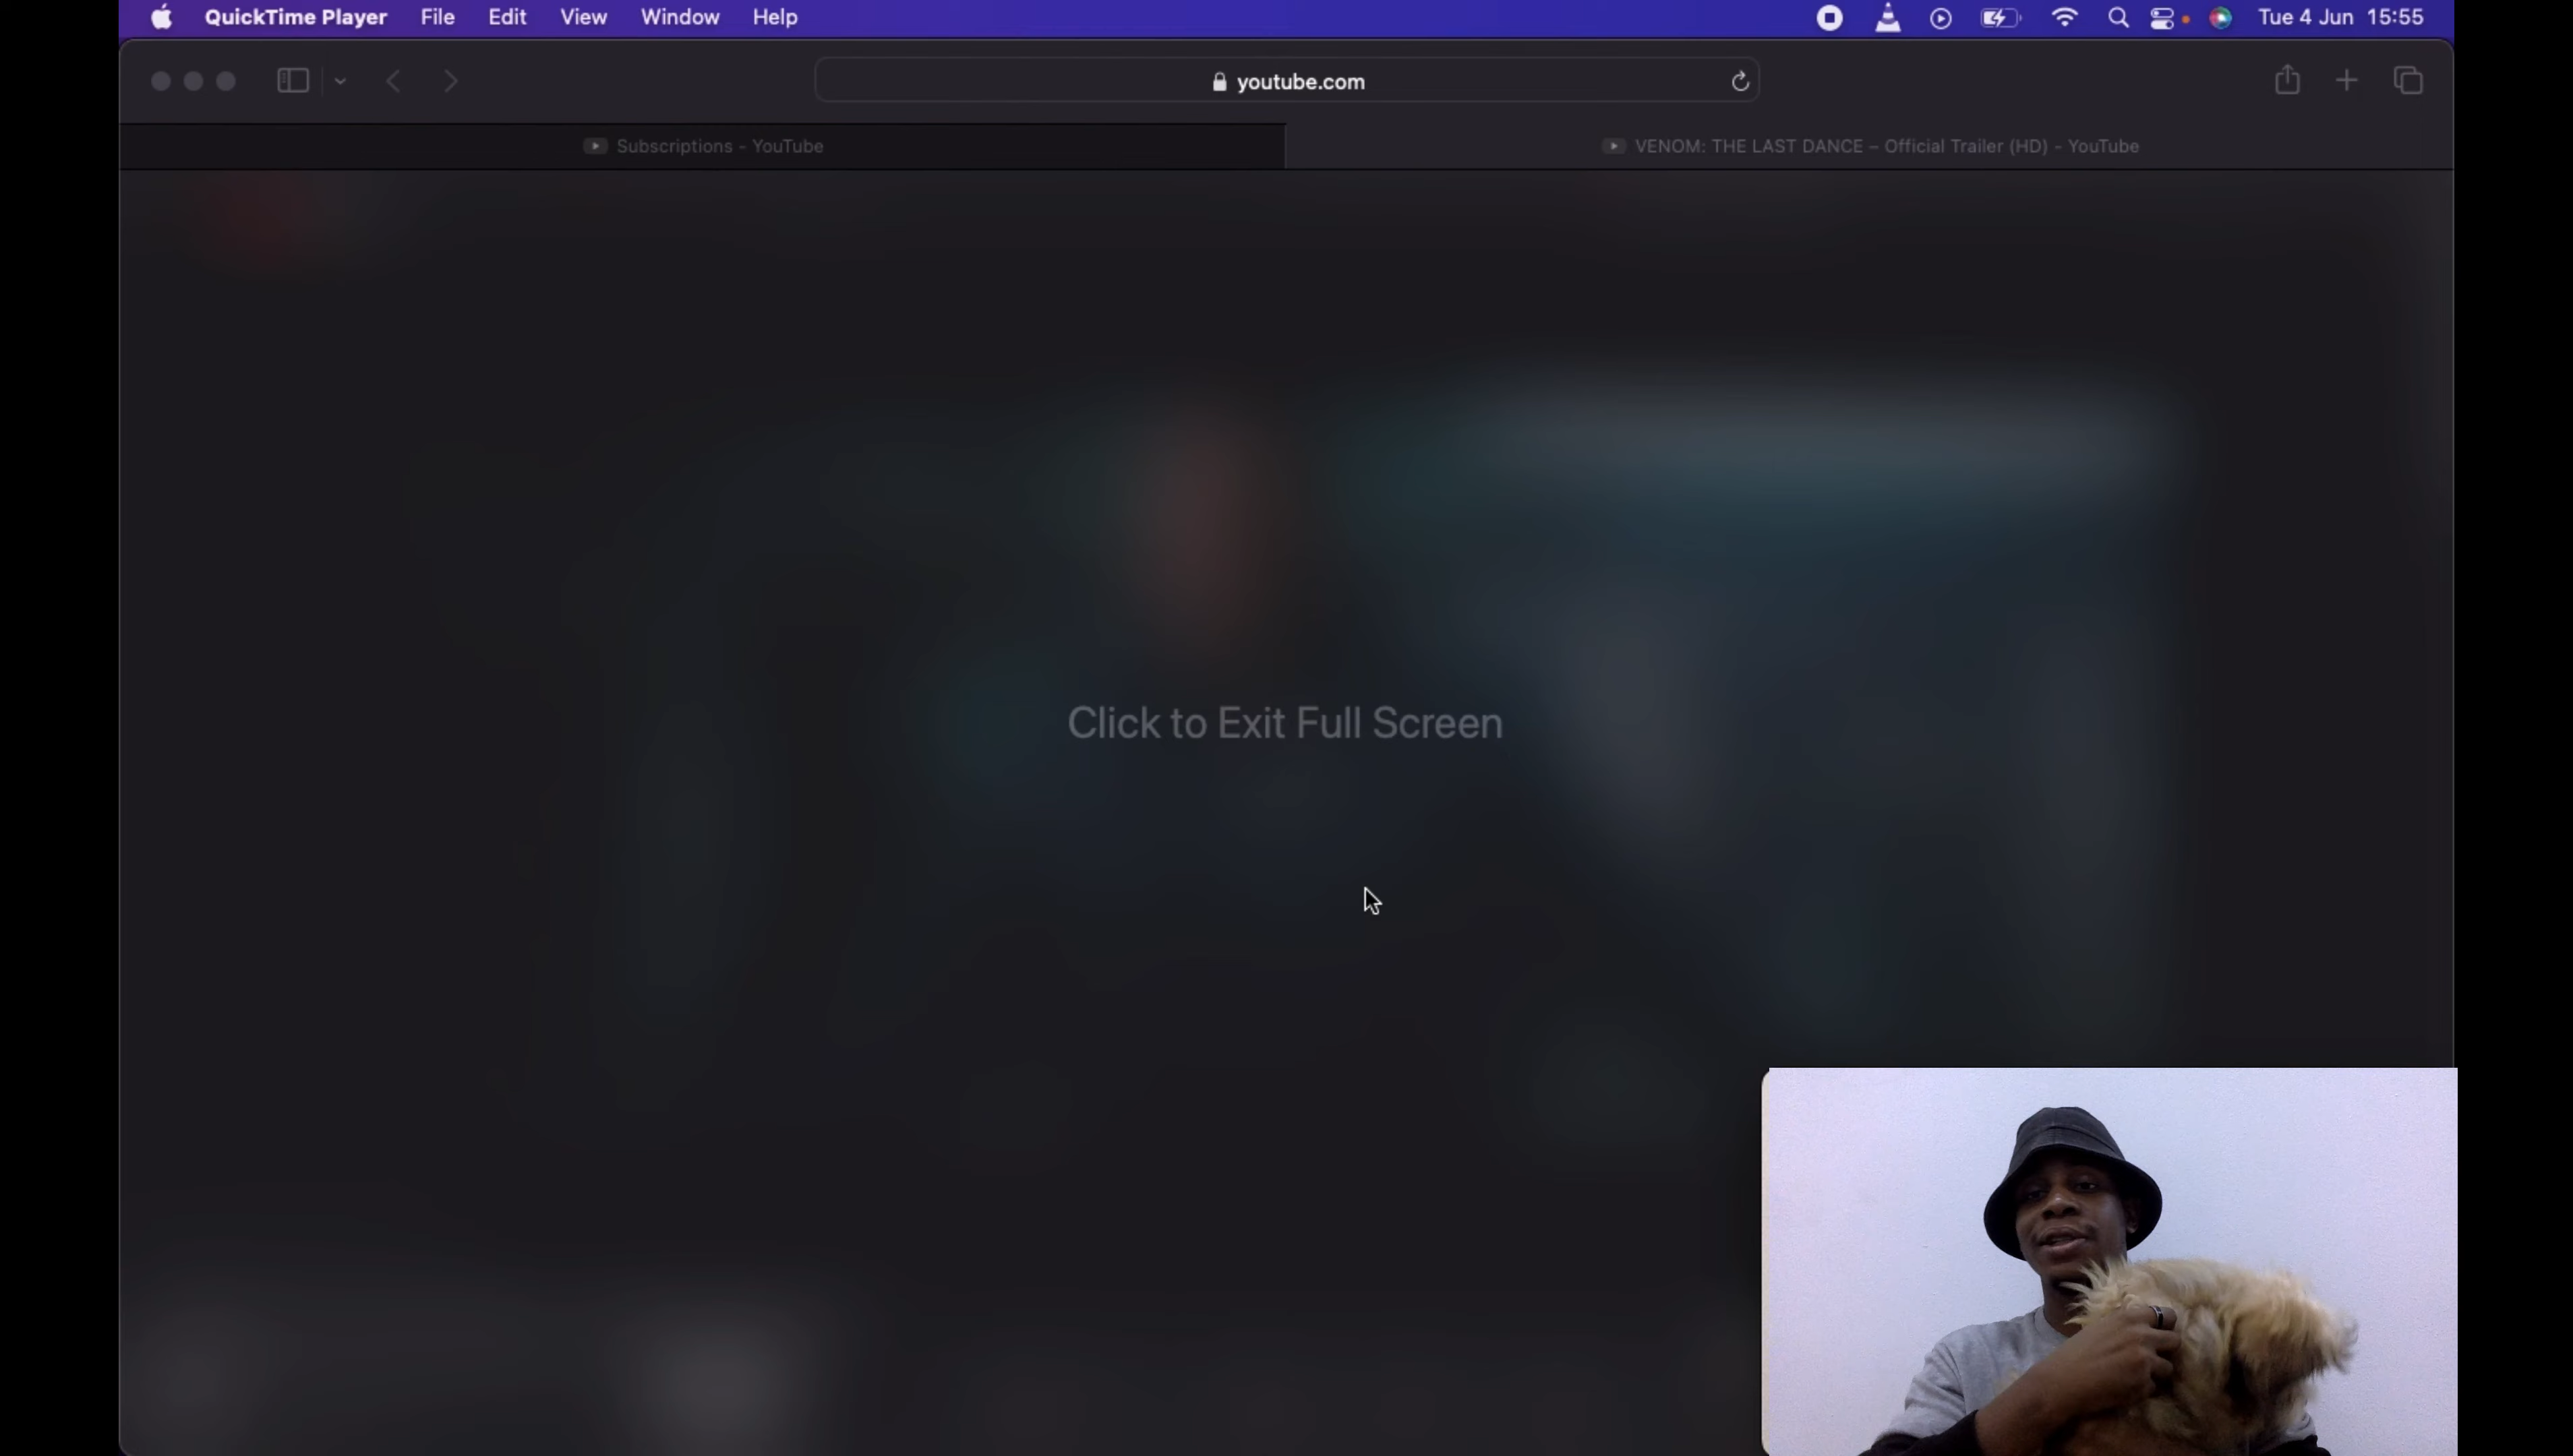 QuickTime Player File Edit View Window Help Tue 4 Jun 15:55
youtube.com
Subscriptions - YouTube VENOM: THE LAST DANCE – Official Trailer (HD) - YouTube
Click to Exit Full Screen